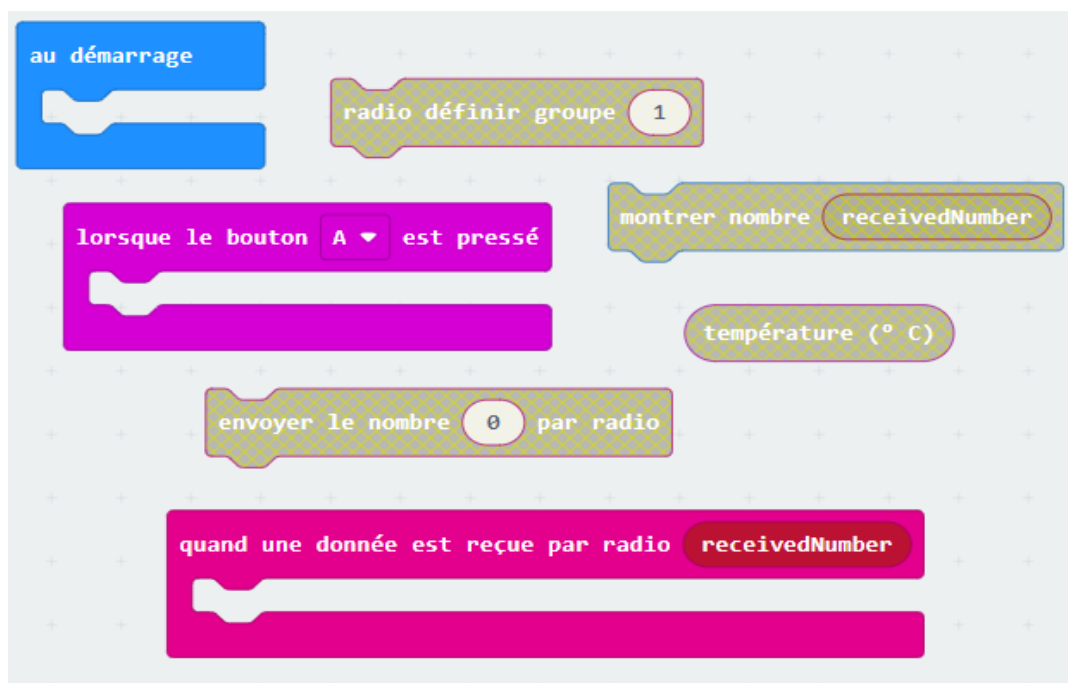 au démarrage
radio définir groupe 1
montrer nombre receivedNumber
lorsque le bouton A est pressé
température (° C)
envoyer le nombre 0 par radio
quand une donnée est reçue par radio receivedNumber